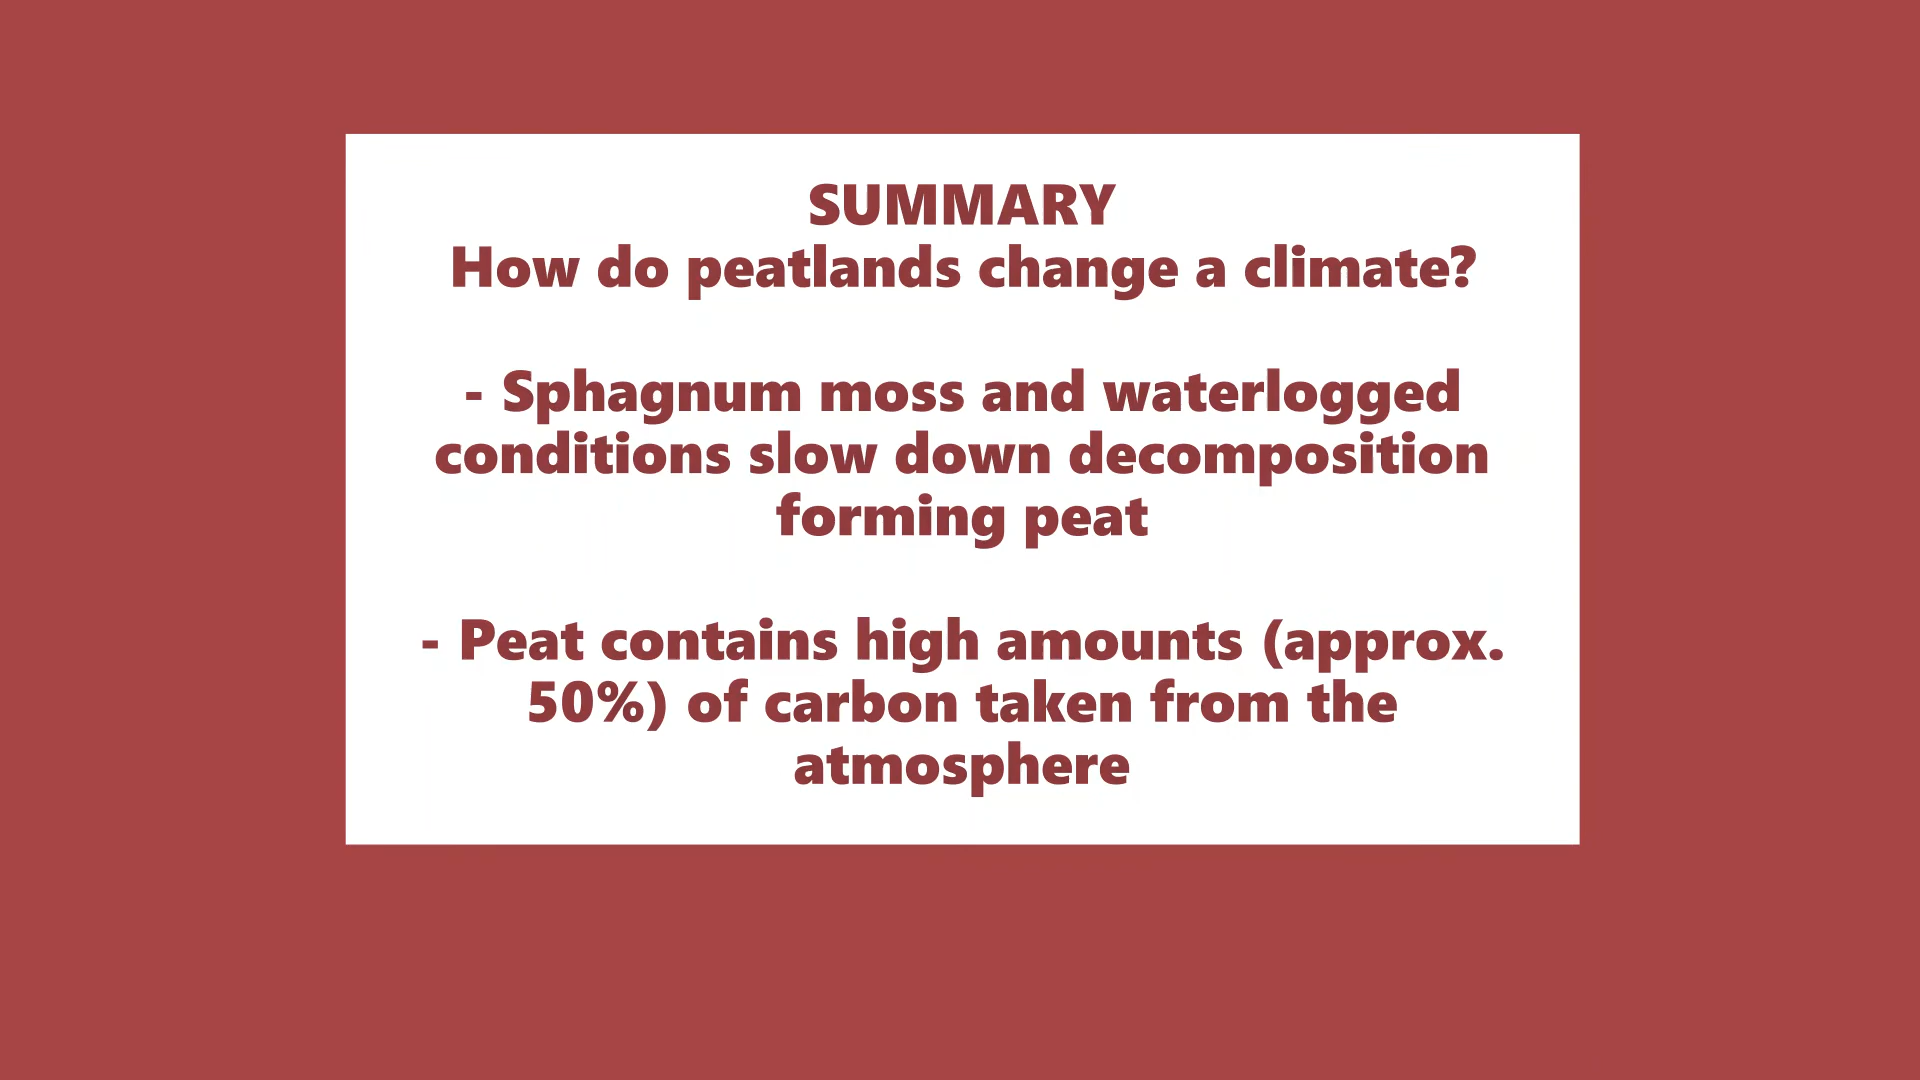 SUMMARY
How do peatlands change a climate?
- Sphagnum moss and waterlogged
conditions slow down decomposition
forming peat
- Peat contains high amounts (approx.
50%) of carbon taken from the
atmosphere